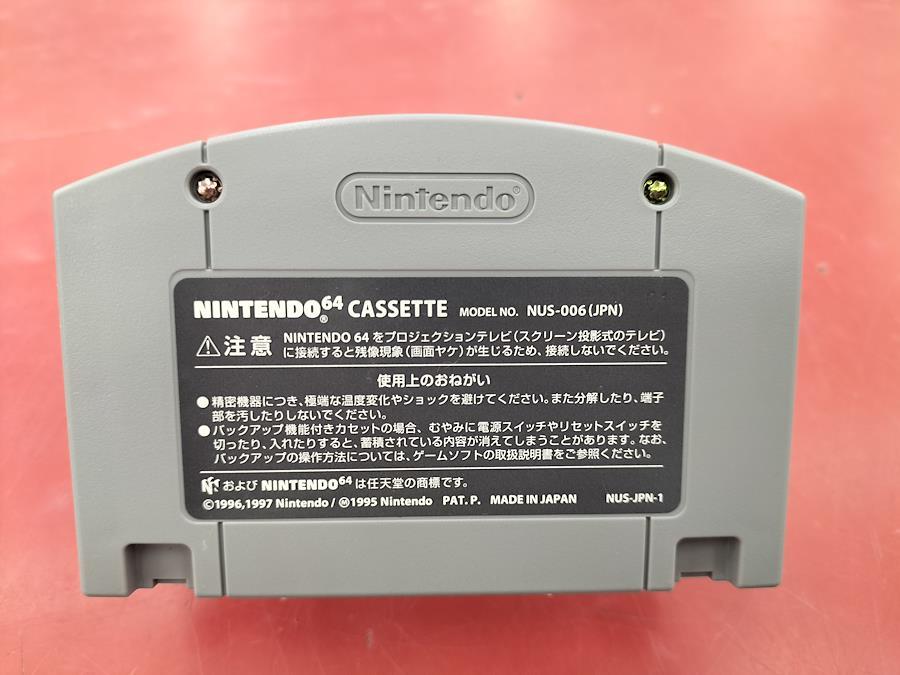 Nintendo®
NINTENDO64® CASSETTE MODEL NO. NUS-006(JPN)
注意 NINTENDO 64 をプロジェクションテレビ(スクリーン投影式のテレビ)
に接続すると残像現象(画面ヤケ)が生じるため、接続しないでください。
使用上のおねがい
●精密機器につき、極端な温度変化やショックを避けてください。また分解したり、端子
部を汚したりしないでください。
●バックアップ機能付きカセットの場合、むやみに電源スイッチやリセットスイッチを
切ったり、入れたりすると、蓄積されている内容が消えてしまうことがあります。なお、
バックアップの操作方法については、ゲームソフトの取扱説明書をご参照ください。
および NINTENDO64 は任天堂の商標です。
©1996,1997 Nintendo / Ⓜ1995 Nintendo PAT. P. MADE IN JAPAN NUS-JPN-1